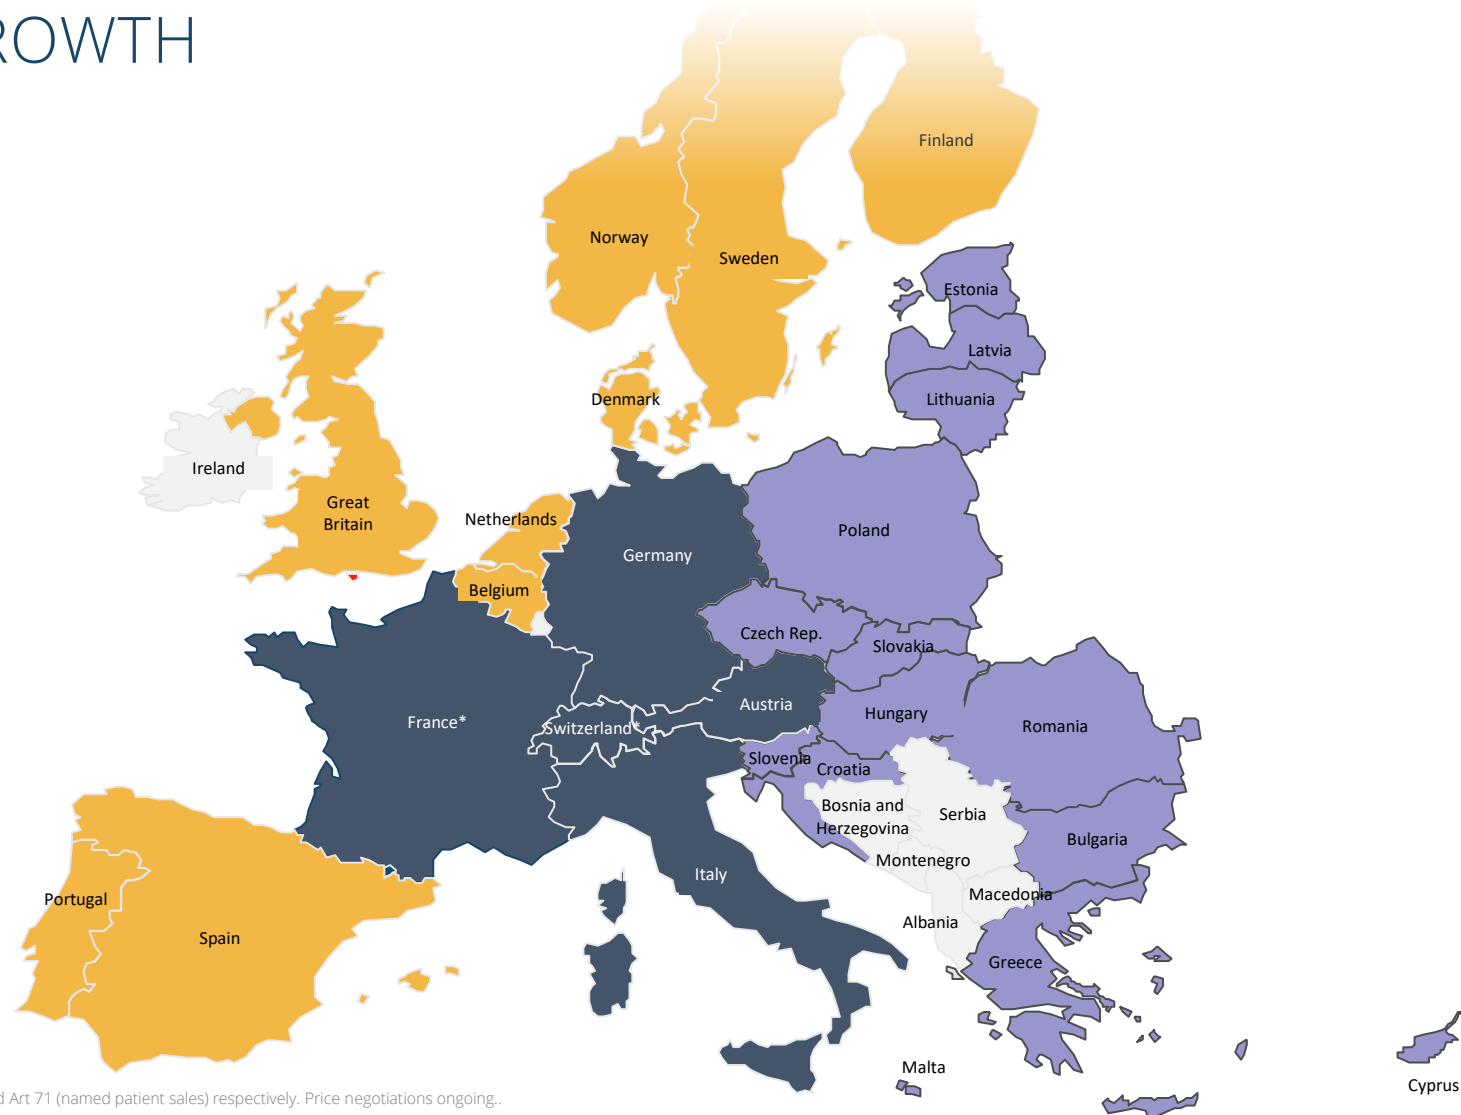 ROWTH
Finland
Norway
Sweden
Estonia
Latvia
Denmark
Lithuania
Ireland
Great
Britain
Netherlands
Poland
Germany
Belgium
Czech Rep.
Slovakia
Austria
Hungary
France*
Switzerland*
Romania
Slovenia
Croatia
Bosnia and
Herzegovina
Serbia
Bulgaria
Montenegro
Italy
Macedonia
Portugal
Albania
Spain
Greece
Malta
Cyprus
d Art 71 (named patient sales) respectively. Price negotiations ongoing..